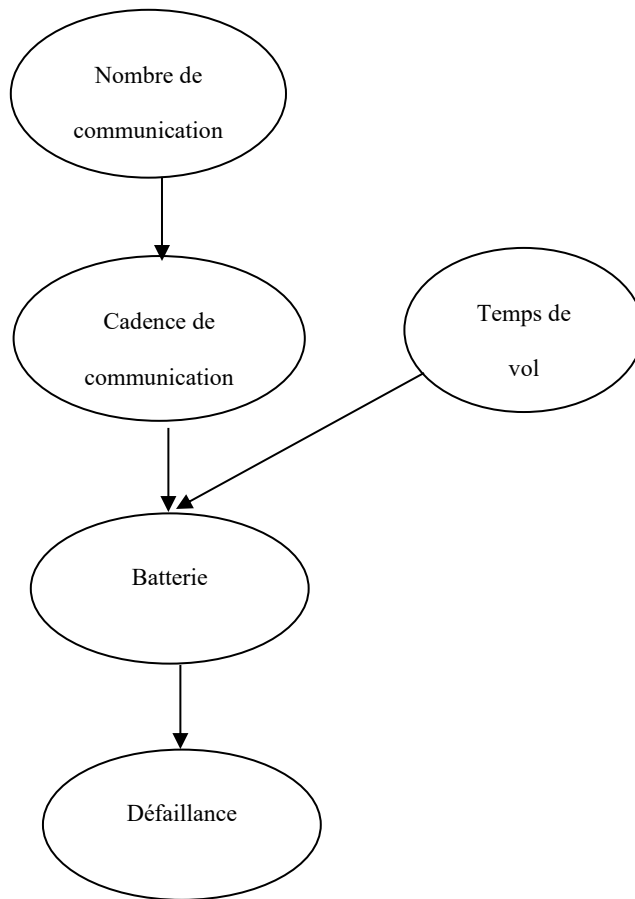 Nombre de
communication
Cadence de
communication
Temps de
vol
Batterie
Défaillance